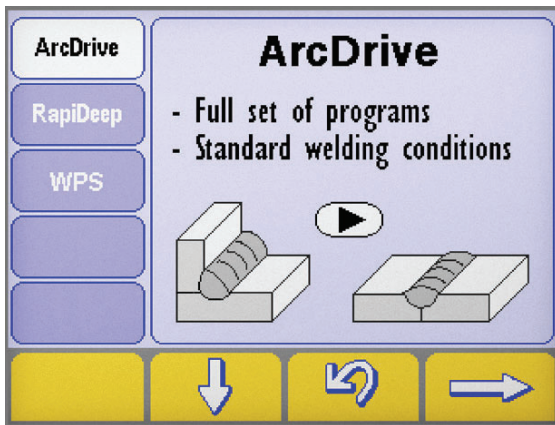 ArcDrive
RapiDeep
WPS
ArcDrive
- Full set of programs
- Standard welding conditions